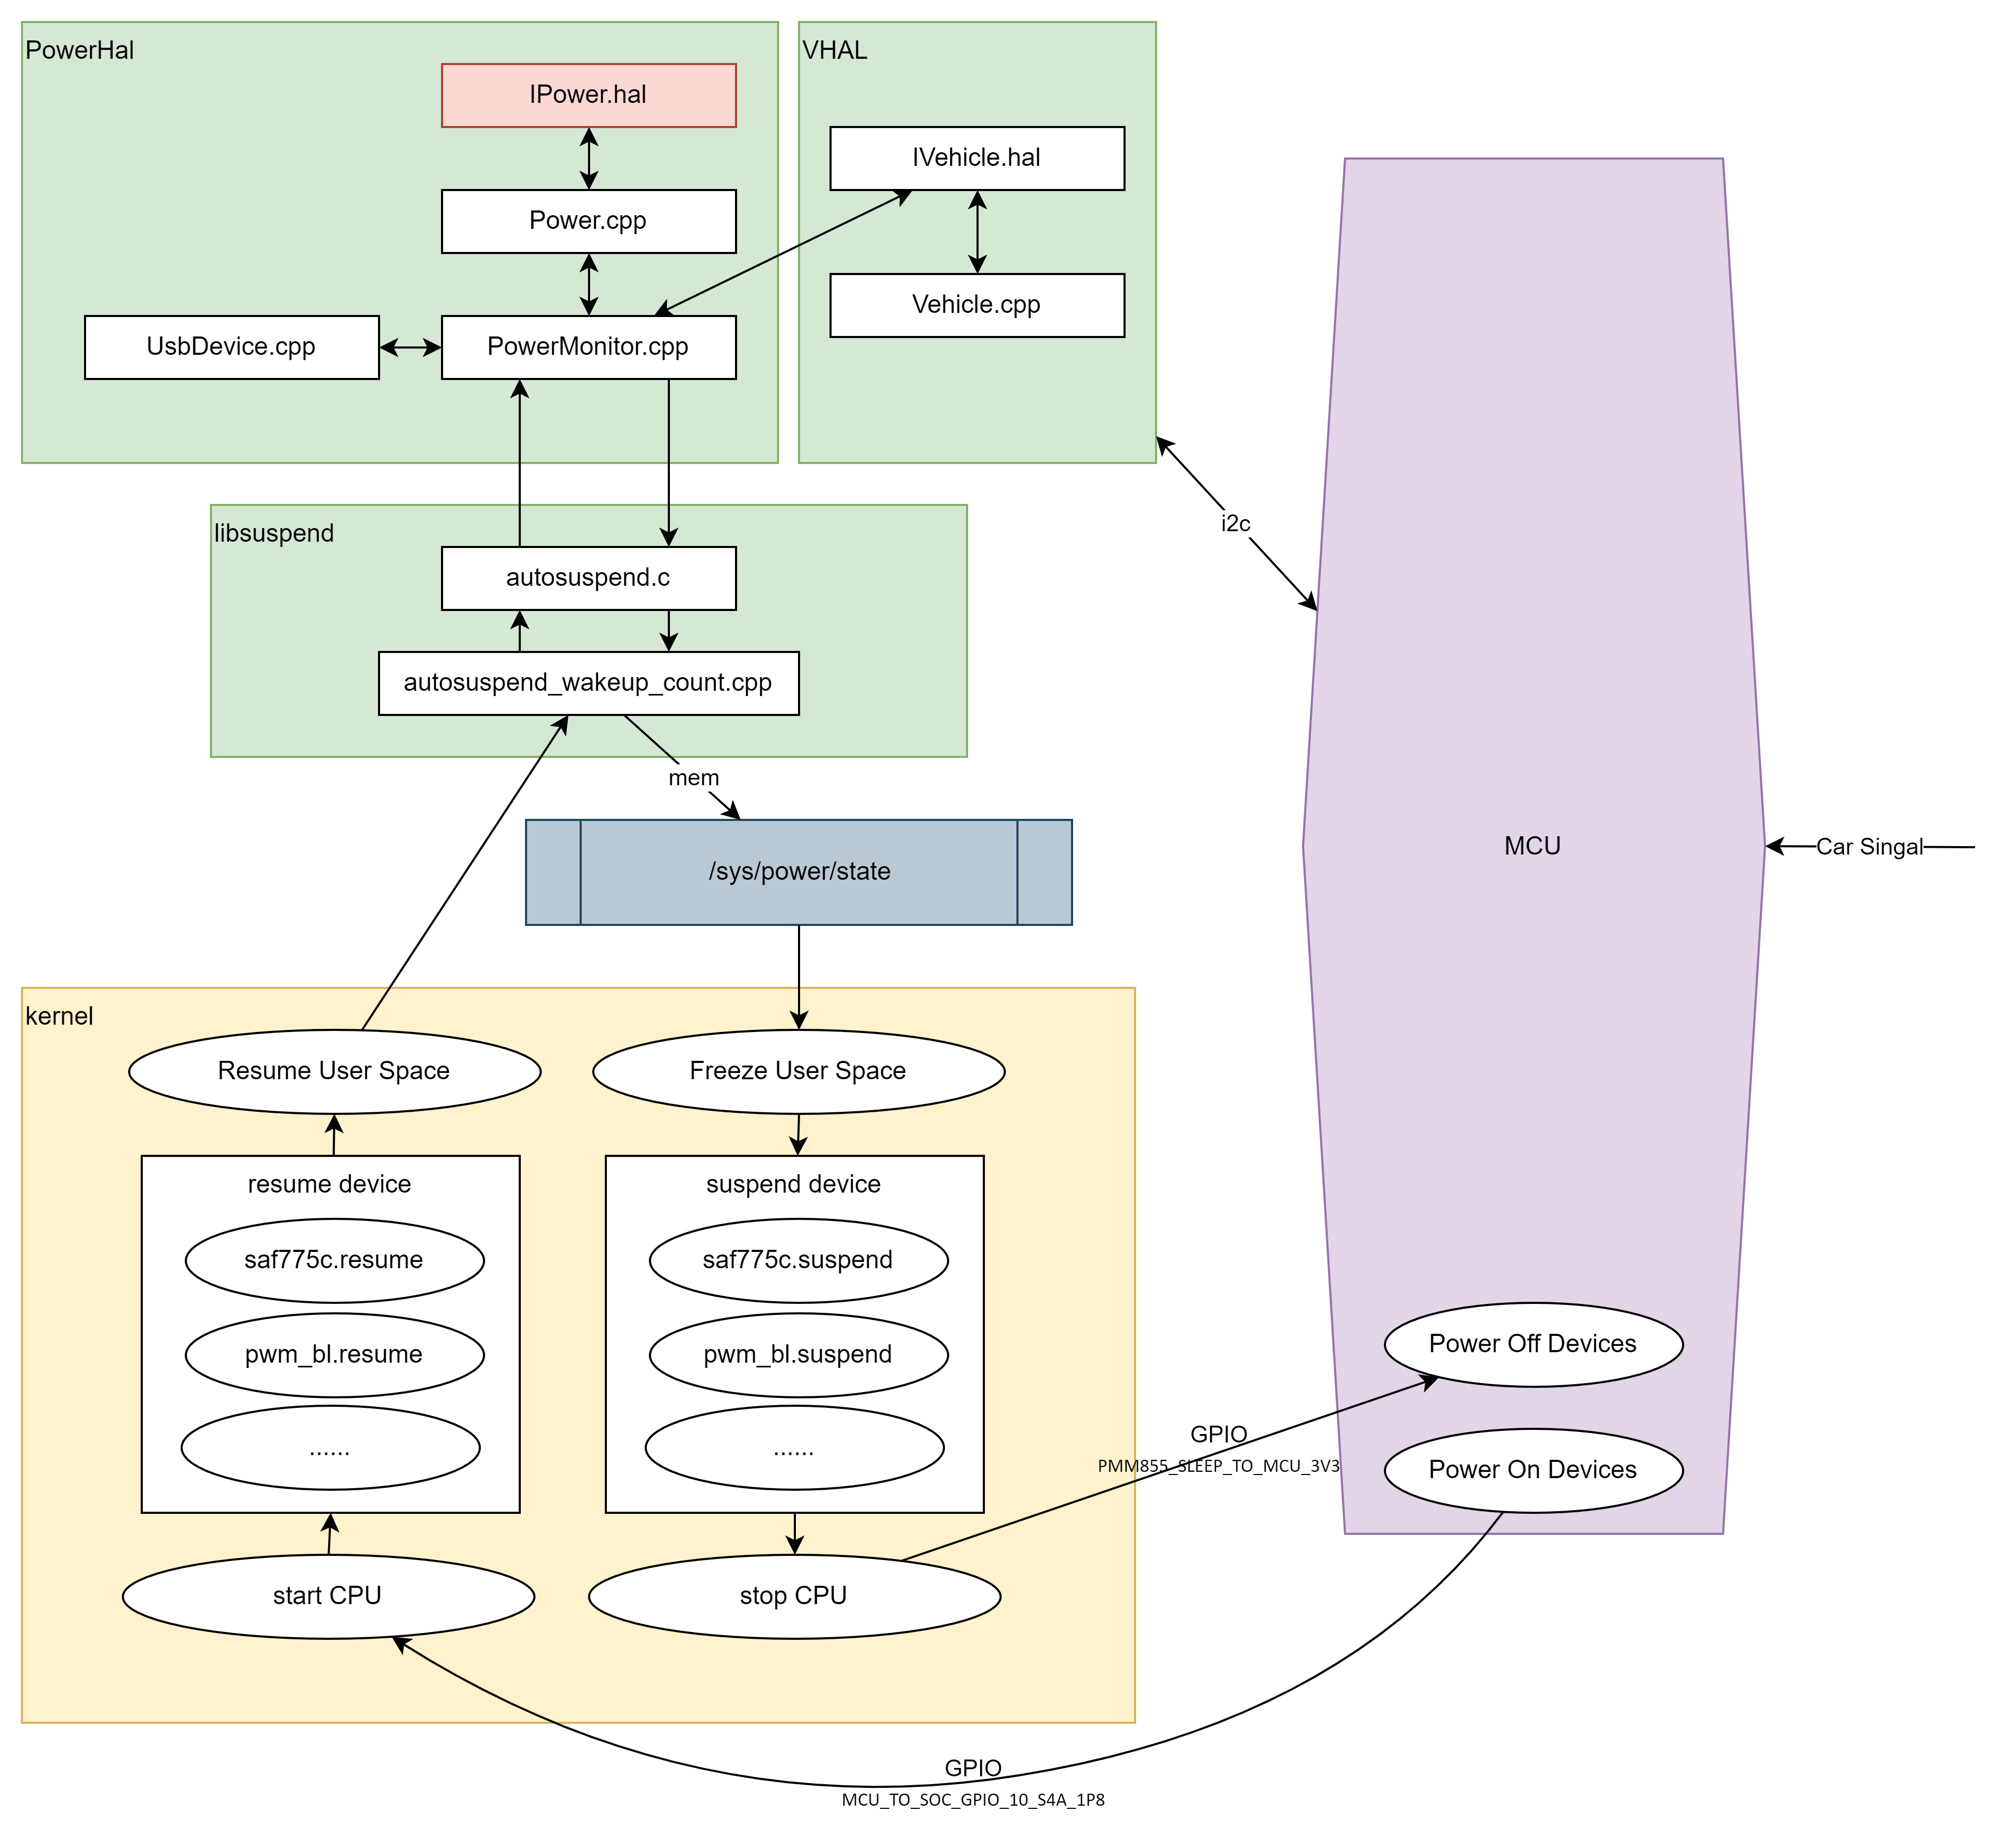 PowerHal
IPower.hal
Power.cpp
UsbDevice.cpp
PowerMonitor.cpp
VHAL
IVehicle.hal
Vehicle.cpp
i2c
libsuspend
autosuspend.c
autosuspend_wakeup_count.cpp
mem
/sys/power/state
MCU
Car Singal
kernel
Resume User Space
Freeze User Space
resume device
saf775c.resume
pwm_bl.resume
......
suspend device
saf775c.suspend
pwm_bl.suspend
......
start CPU
stop CPU
Power Off Devices
GPIO
PMM855_SLEEP_TO_MCU_3V3
Power On Devices
GPIO
MCU_TO_SOC_GPIO_10_S4A_1P8